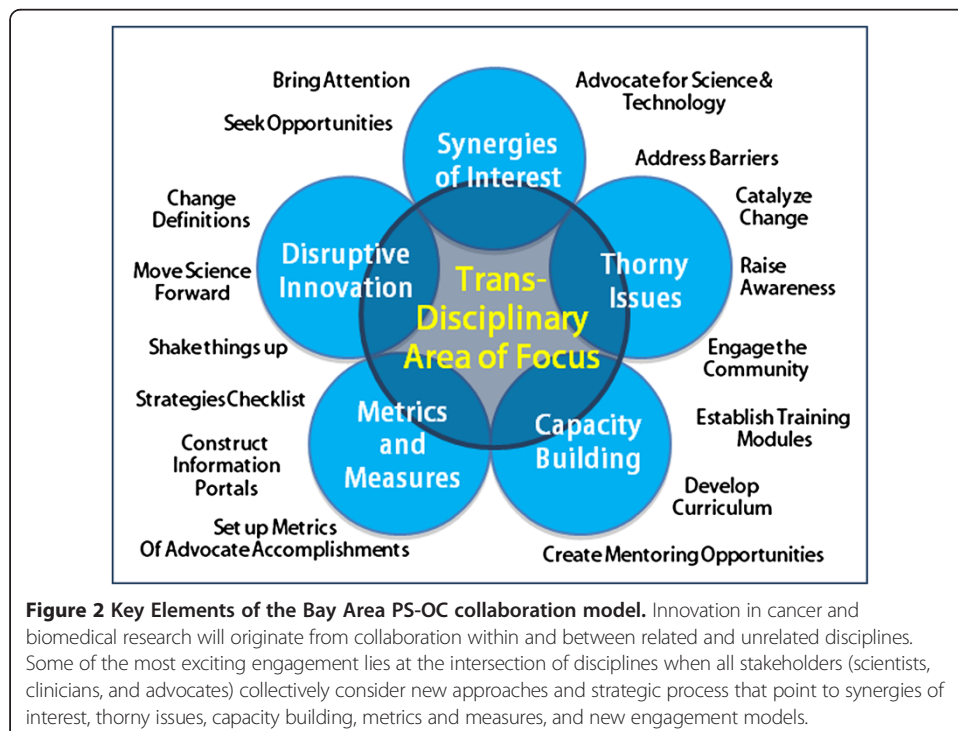 Bring Attention
Seek Opportunities
Advocate for Science &
Technology
Synergies
of Interest
Address Barriers
Change
Definitions
Move Science
Forward
Shake things up
Disruptive
Innovation
Trans-
Disciplinary
Area of Focus
Thorny
Issues
Catalyze
Change
Raise
Awareness
Engage the
Community
Strategies Checklist
Construct
Information
Portals
Set up Metrics
Of Advocate Accomplishments
Metrics
and
Measures
Capacity
Building
Establish Training
Modules
Develop
Curriculum
Create Mentoring Opportunities
Figure 2 Key Elements of the Bay Area PS-OC collaboration model. Innovation in cancer and
biomedical research will originate from collaboration within and between related and unrelated disciplines.
Some of the most exciting engagement lies at the intersection of disciplines when all stakeholders (scientists,
clinicians, and advocates) collectively consider new approaches and strategic process that point to synergies of
interest, thorny issues, capacity building, metrics and measures, and new engagement models.